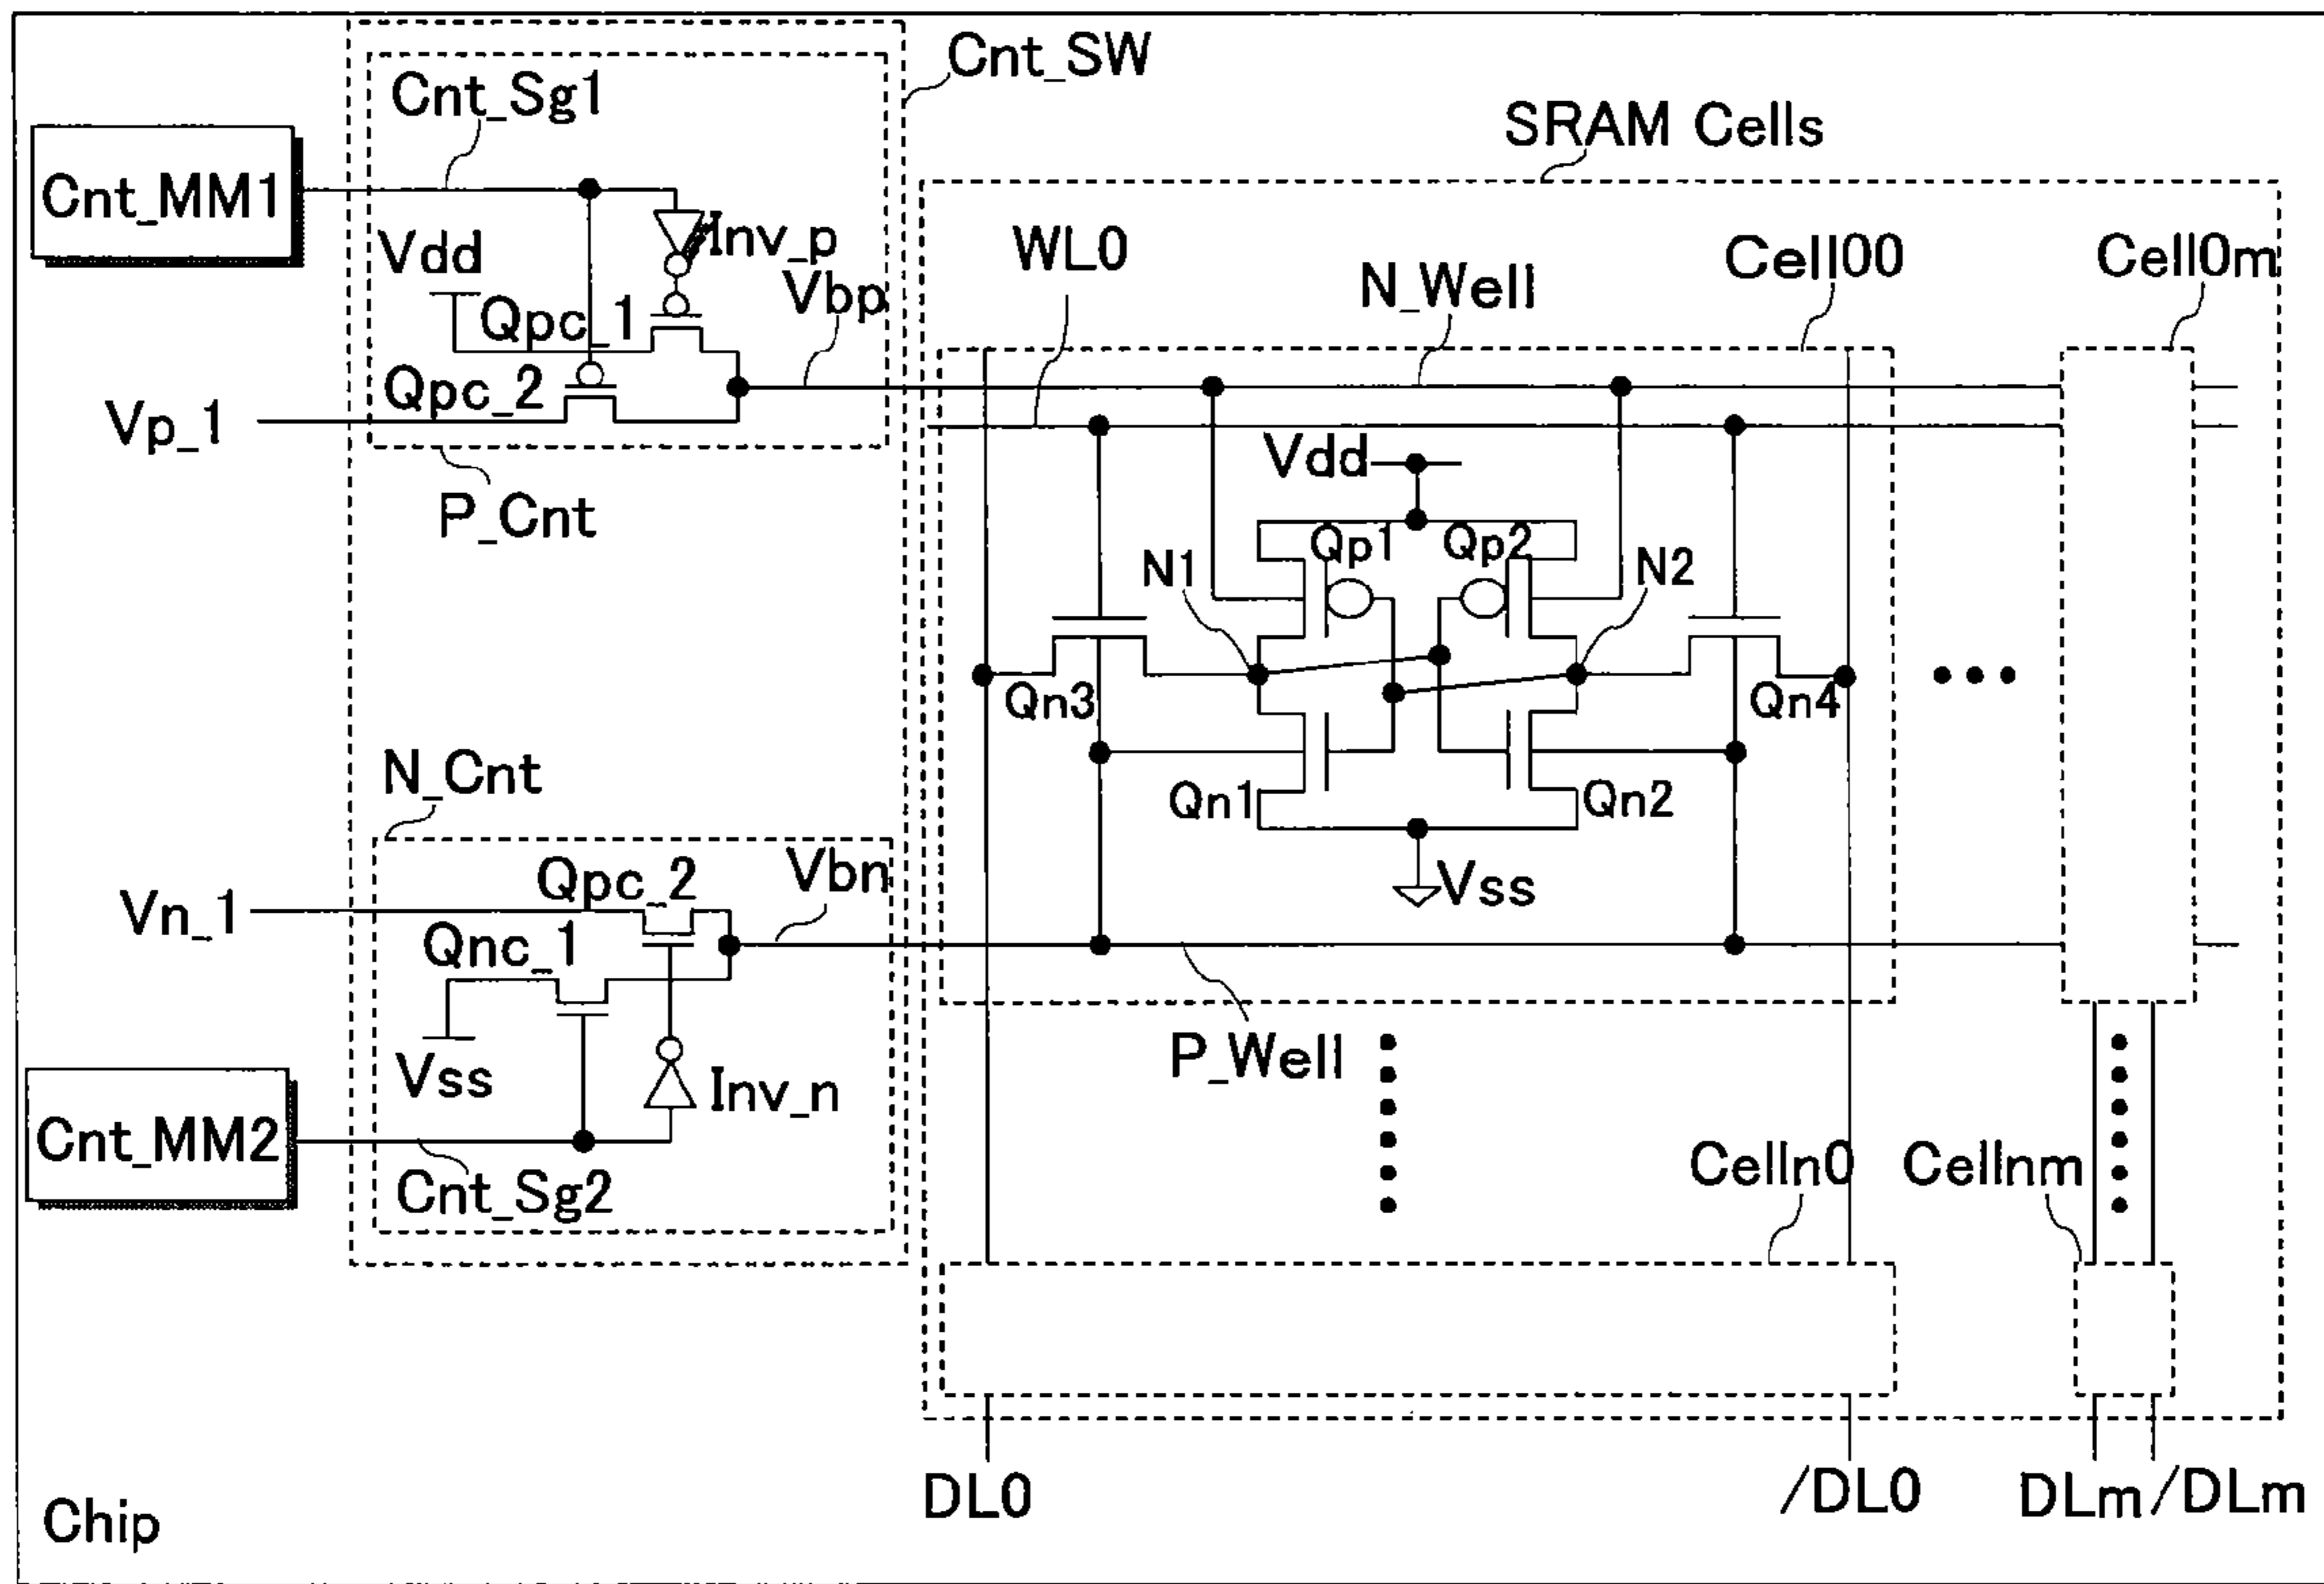 Cnt_SW
Cnt_Sg1
SRAM Cells
Cnt_MM1
Inv_p
Vdd
WL0
Cell00
Cell0m
Vbp
N_Well
Qpc_1
Qpc_2
Vp_1
Vdd
P_Cnt
Qp1
Qp2
N1
N2
Qn3
Qn4
N_Cnt
Qn1
Qn2
Qpc_2
Vbn
Vn_1
Vss
Qnc_1
P_Well
Vss
Inv_n
Cnt_MM2
Celln0
Cellnm
Cnt_Sg2
DL0
/DL0
DLm
/DLm
Chip